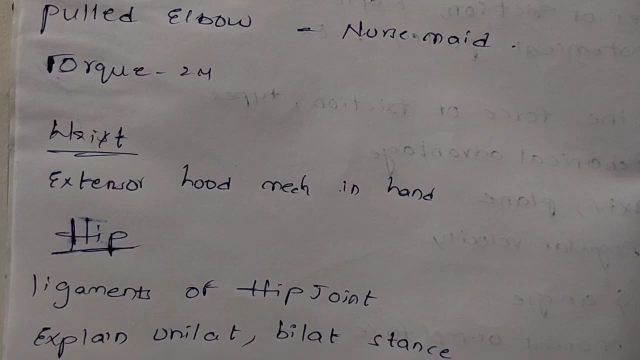 Pulled Elbow - Nurse maid.
Torque - 2M
Wrist
Extensor hood mech in hand
Hip
ligaments of Hip Joint
Explain unilat, bilat stance